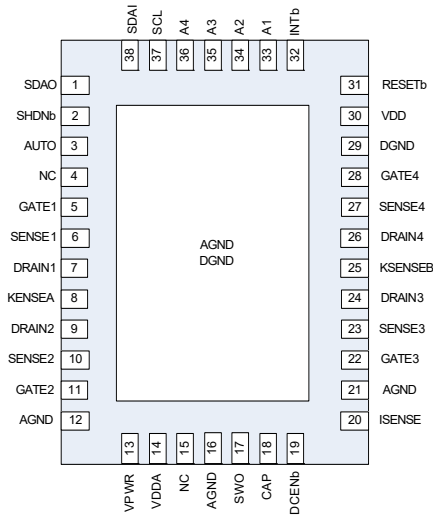 SDAI
SCL
A4
A3
A2
A1
INTb
38
37
36
35
34
33
32
SDAO 1
SHDNb 2
AUTO 3
NC 4
GATE1 5
SENSE1 6
DRAIN1 7
KENSEA 8
DRAIN2 9
SENSE2 10
GATE2 11
AGND 12
AGND
DGND
31 RESETb
30 VDD
29 DGND
28 GATE4
27 SENSE4
26 DRAIN4
25 KSENSEB
24 DRAIN3
23 SENSE3
22 GATE3
21 AGND
20 ISENSE
13
14
15
16
17
18
19
VPWR
VDDA
NC
AGND
SWO
CAP
DCENb